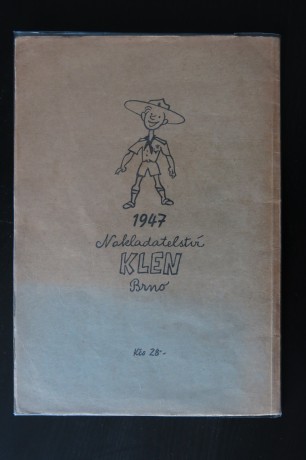 1947
Nakladatelství
KLEN
Brno
Kčs 28·-